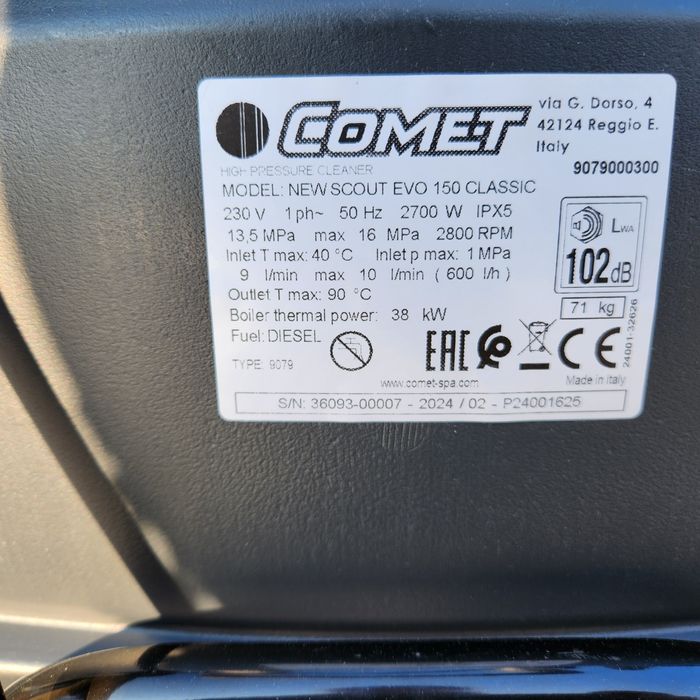 COMET
via G. Dorso, 4
42124 Reggio E.
Italy
HIGH PRESSURE CLEANER
9079000300
MODEL: NEW SCOUT EVO 150 CLASSIC
230 V 1 ph~ 50 Hz 2700 W IPX5
13,5 MPa max 16 MPa 2800 RPM
Inlet T max: 40 °C Inlet p max: 1 MPa
9 l/min max 10 l/min ( 600 l/h )
Outlet T max: 90 °C
Boiler thermal power: 38 kW
Fuel: DIESEL
TYPE: 9079
LWA
102dB
71 kg
24001-32626
EAC
CE
www.comet-spa.com
Made in Italy
S/N: 36093-00007 - 2024 / 02 - P24001625